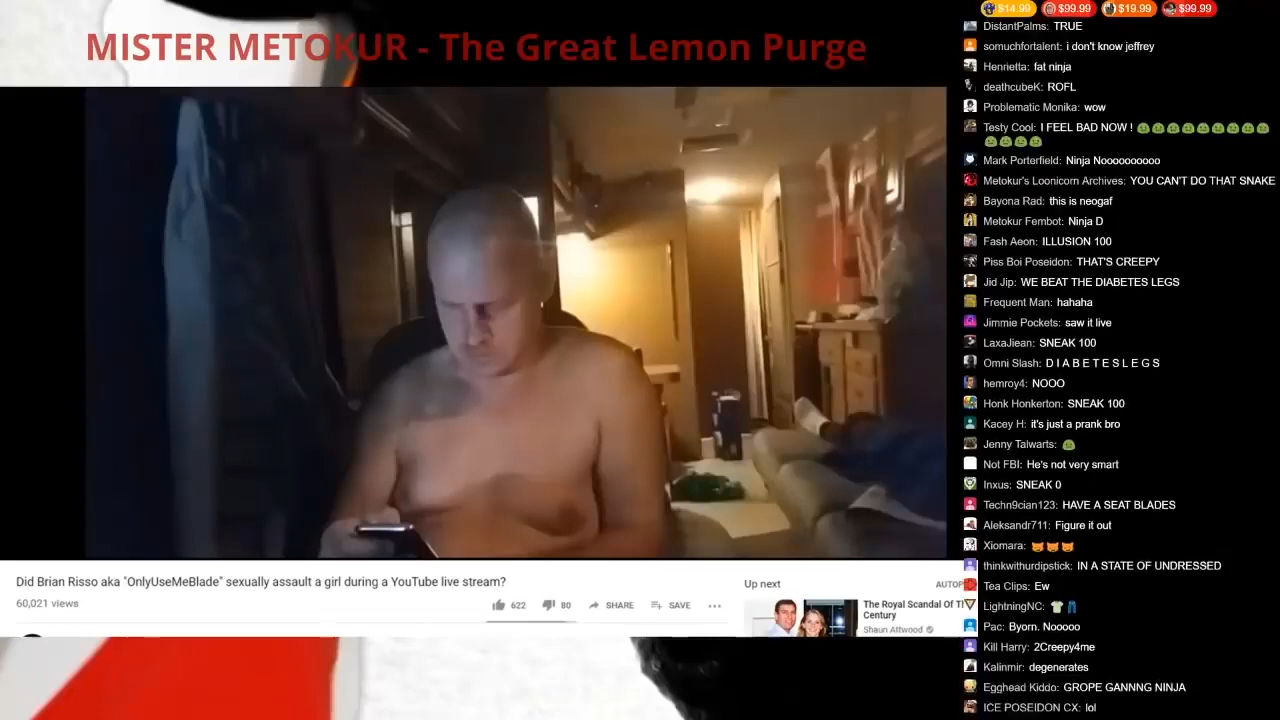 MISTER METOKUR - The Great Lemon Purge
Did Brian Risso aka "OnlyUseMeBlade" sexually assault a girl during a YouTube live stream?
60,021 views
622
80
SHARE
SAVE
Up next
AUTOP
The Royal Scandal Of T
Century
Shaun Attwood
$14.99
$99.99
$19.99
$99.99
DistantPalms: TRUE
somuchfortalent: i don't know jeffrey
Henrietta: fat ninja
deathcubeK: ROFL
Problematic Monika: wow
Testy Cool: I FEEL BAD NOW !
Mark Porterfield: Ninja Noooooooooo
Metokur's Loonicorn Archives: YOU CAN'T DO THAT SNAKE
Bayona Rad: this is neogaf
Metokur Fembot: Ninja D
Fash Aeon: ILLUSION 100
Piss Boi Poseidon: THAT'S CREEPY
Jid Jip: WE BEAT THE DIABETES LEGS
Frequent Man: hahaha
Jimmie Pockets: saw it live
LaxaJiean: SNEAK 100
Omni Slash: D I A B E T E S L E G S
hemroy4: NOOO
Honk Honkerton: SNEAK 100
Kacey H: it's just a prank bro
Jenny Talwarts:
Not FBI: He's not very smart
Inxus: SNEAK 0
Techn9cian123: HAVE A SEAT BLADES
Aleksandr711: Figure it out
Xiomara:
thinkwithurdipstick: IN A STATE OF UNDRESSED
Tea Clips: Ew
LightningNC:
Pac: Byorn. Nooooo
Kill Harry: 2Creepy4me
Kalinmir: degenerates
Egghead Kiddo: GROPE GANNNG NINJA
ICE POSEIDON CX: lol